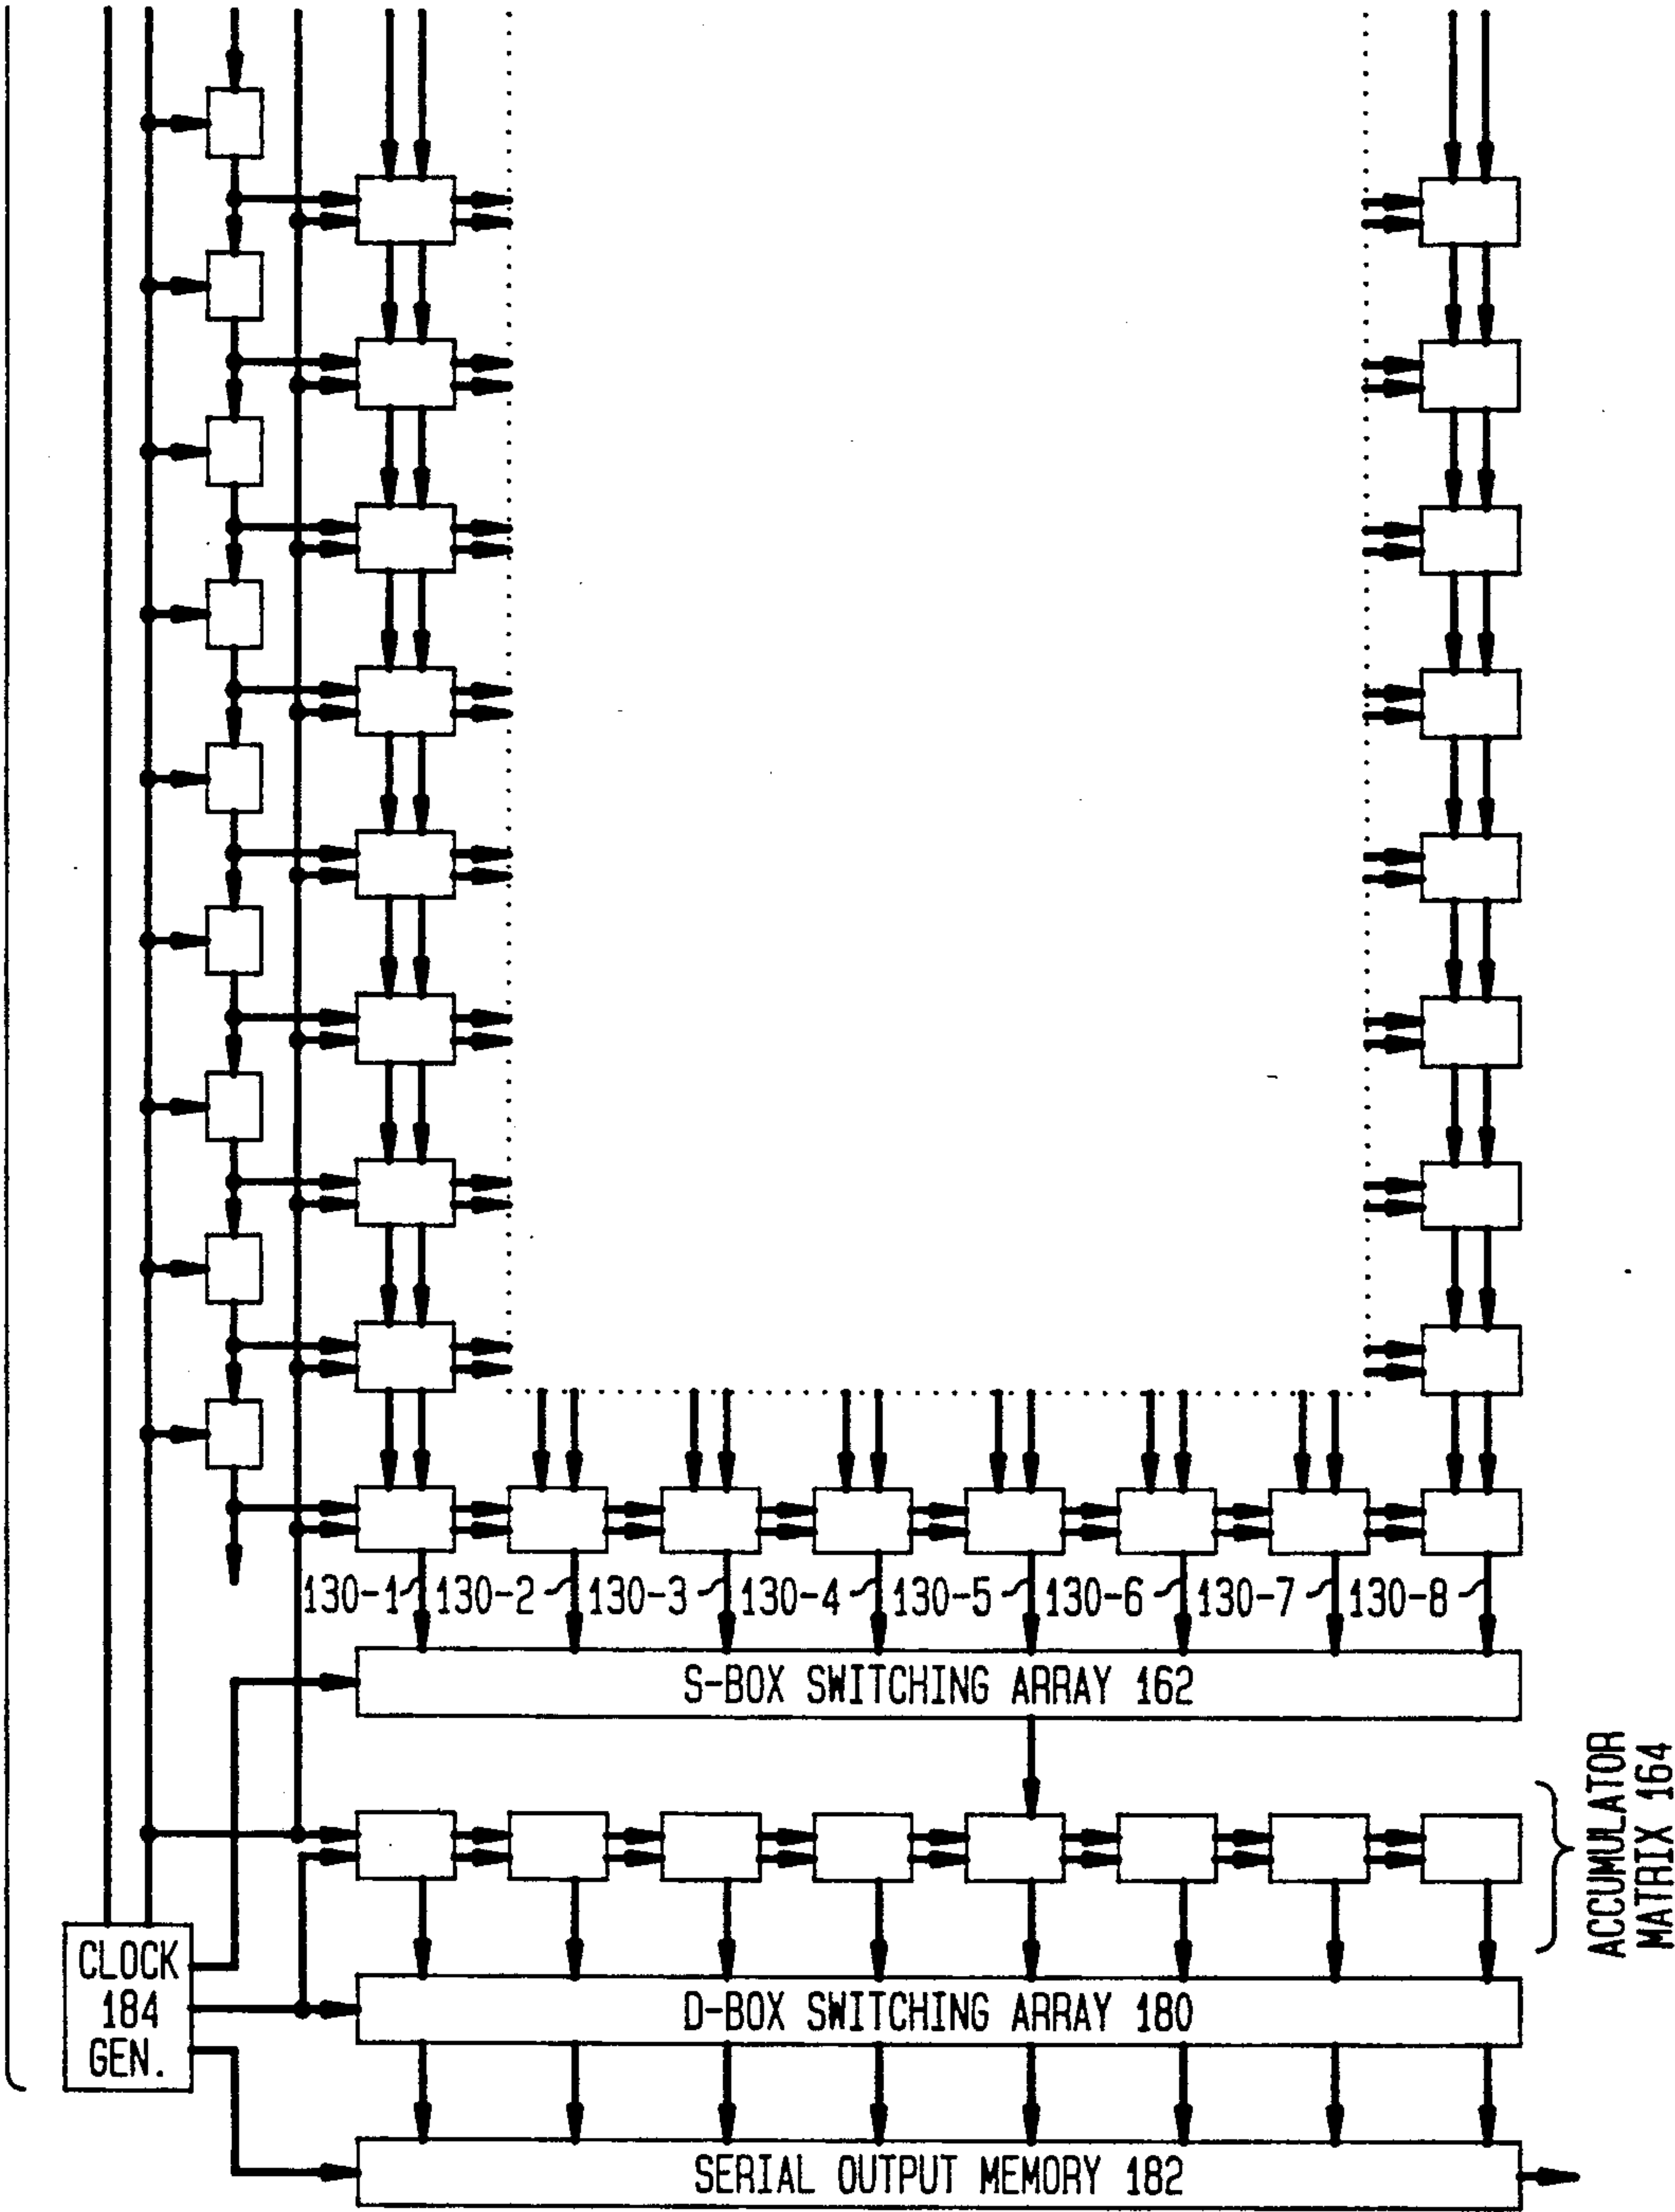 130-1 130-2 130-3 130-4 130-5 130-6 130-7 130-8
S-BOX SWITCHING ARRAY 162
ACCUMULATOR
MATRIX 164
CLOCK
184
GEN.
D-BOX SWITCHING ARRAY 180
SERIAL OUTPUT MEMORY 182